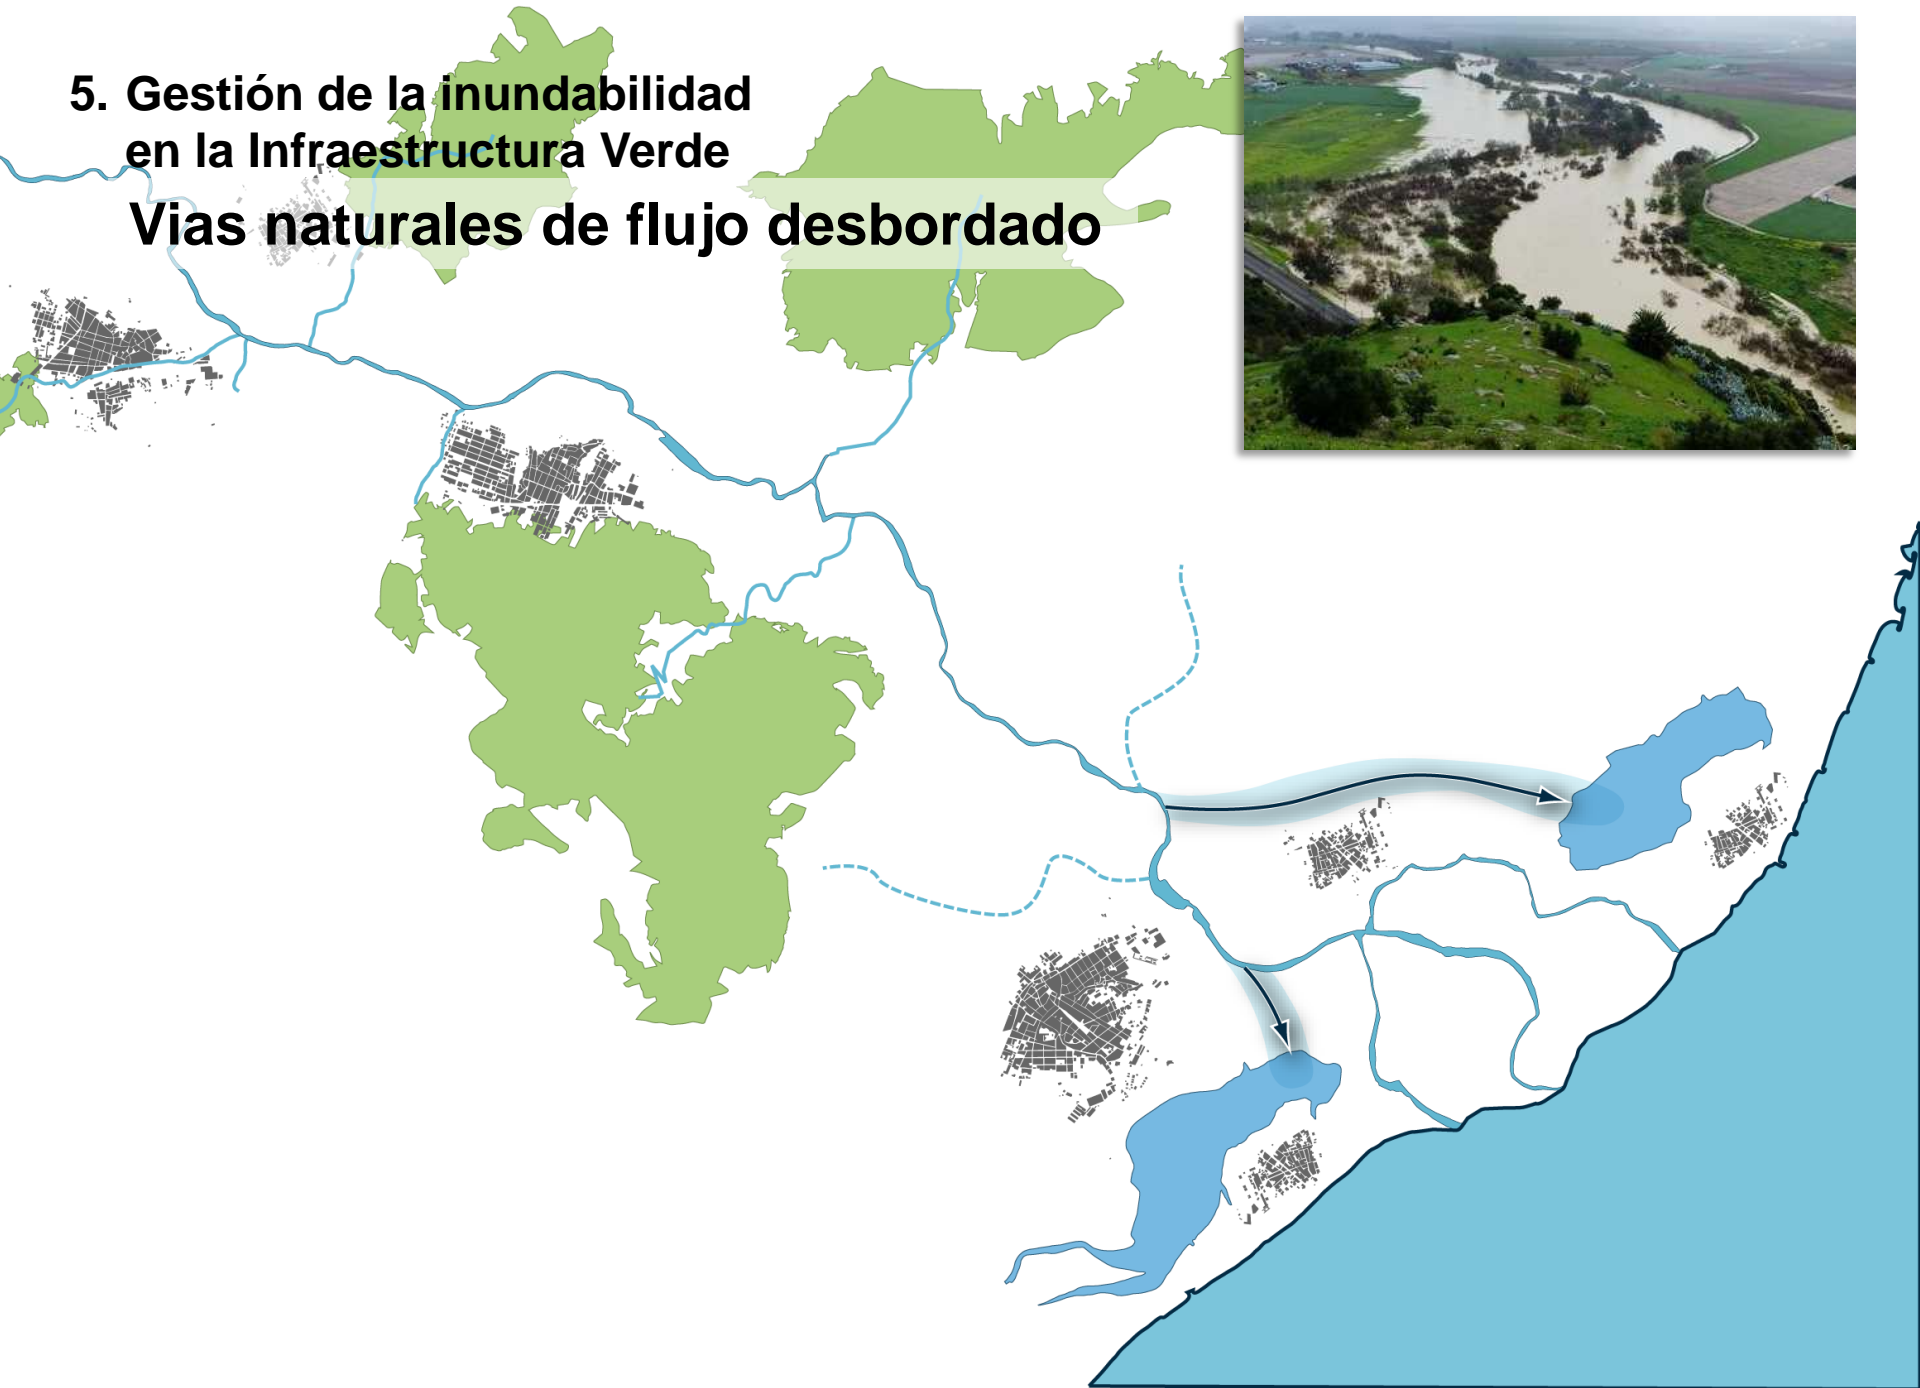 5. Gestión de la inundabilidad
en la Infraestructura Verde
Vias naturales de flujo desbordado